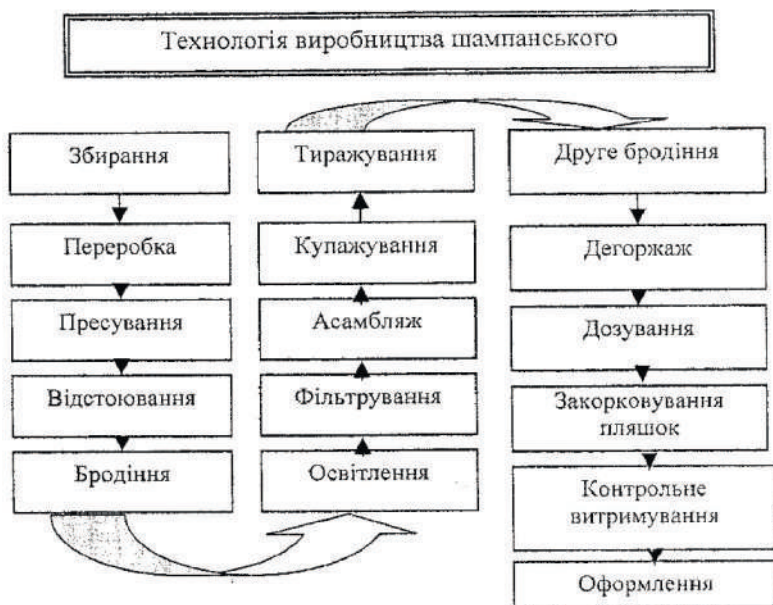 Технологія виробництва шампанського
Збирання
Переробка
Пресування
Відстоювання
Бродіння
Освітлення
Фільтрування
Асамбляж
Купажування
Тиражування
Друге бродіння
Дегоржаж
Дозування
Закорковування
пляшок
Контрольне
витримування
Оформлення